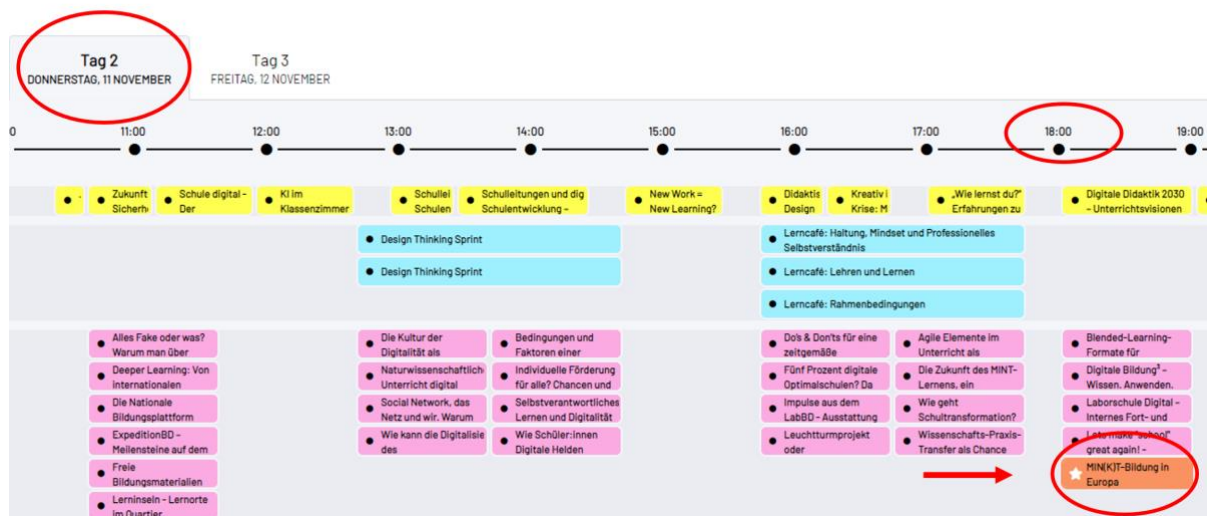 Tag 2
DONNERSTAG, 11 NOVEMBER
Tag 3
FREITAG, 12 NOVEMBER
0
11:00
12:00
13:00
14:00
15:00
16:00
17:00
18:00
19:00
Zukunft
Sicherh
Schule digital –
Der
KI im
Klassenzimmer
Schullei
Schulen
Schulleitungen und dig
Schulentwicklung –
New Work =
New Learning?
Didaktis
Design
Kreativ i
Krise: M
„Wie lernst du?"
Erfahrungen zu
Digitale Didaktik 2030
– Unterrichtsvisionen
Design Thinking Sprint
Design Thinking Sprint
Lerncafé: Haltung, Mindset und Professionelles
Selbstverständnis
Lerncafé: Lehren und Lernen
Lerncafé: Rahmenbedingungen
Alles Fake oder was?
Warum man über
Deeper Learning: Von
internationalen
Die Nationale
Bildungsplattform
ExpeditionBD –
Meilensteine auf dem
Freie
Bildungsmaterialien
Lerninseln - Lernorte
im Quartier
Die Kultur der
Digitalität als
Naturwissenschaftlich
Unterricht digital
Social Network, das
Netz und wir. Warum
Wie kann die Digitalisie
des
Bedingungen und
Faktoren einer
Individuelle Förderung
für alle? Chancen und
Selbstverantwortliches
Lernen und Digitalität
Wie Schüler:innen
Digitale Helden
Do's & Don'ts für eine
zeitgemäße
Fünf Prozent digitale
Optimalschulen? Da
Impulse aus dem
LabBD – Ausstattung
Leuchtturmprojekt
oder
Agile Elemente im
Unterricht als
Die Zukunft des MINT-
Lernens, ein
Wie geht
Schultransformation?
Wissenschafts-Praxis-
Transfer als Chance
Blended-Learning-
Formate für
Digitale Bildung³ –
Wissen. Anwenden.
Laborschule Digital –
Internes Fort- und
Lets make "school"
great again! -
MIN(K)T-Bildung in
Europa